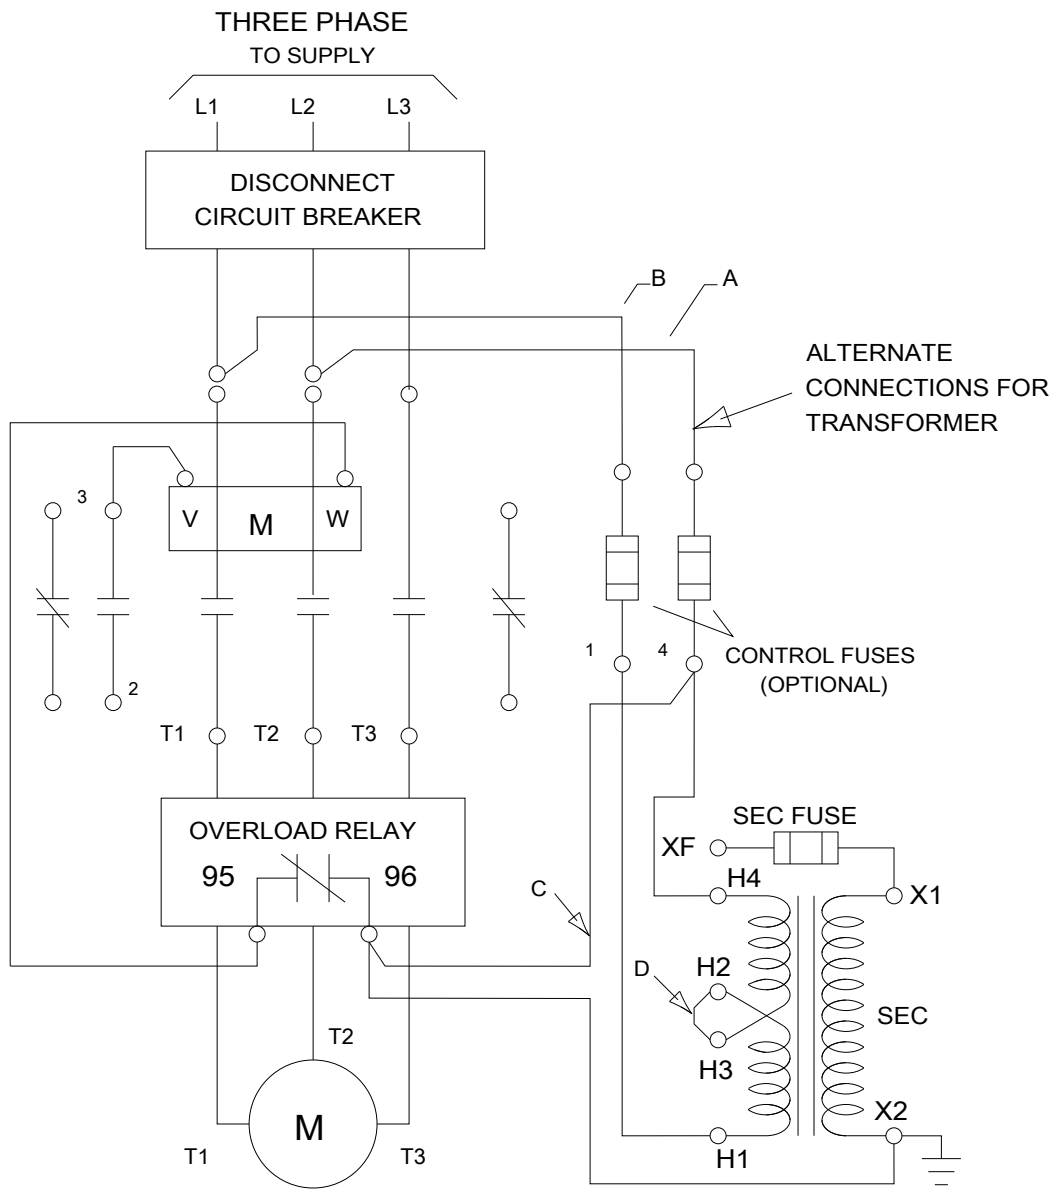 THREE PHASE
TO SUPPLY
L1 L2 L3
DISCONNECT
CIRCUIT BREAKER
B A
ALTERNATE
CONNECTIONS FOR
TRANSFORMER
3
V M W
1 4
CONTROL FUSES
(OPTIONAL)
2
T1 T2 T3
OVERLOAD RELAY
95 96
SEC FUSE
XF
H4
X1
C
D H2
SEC
H3
T2
M
T1 T3
X2
H1